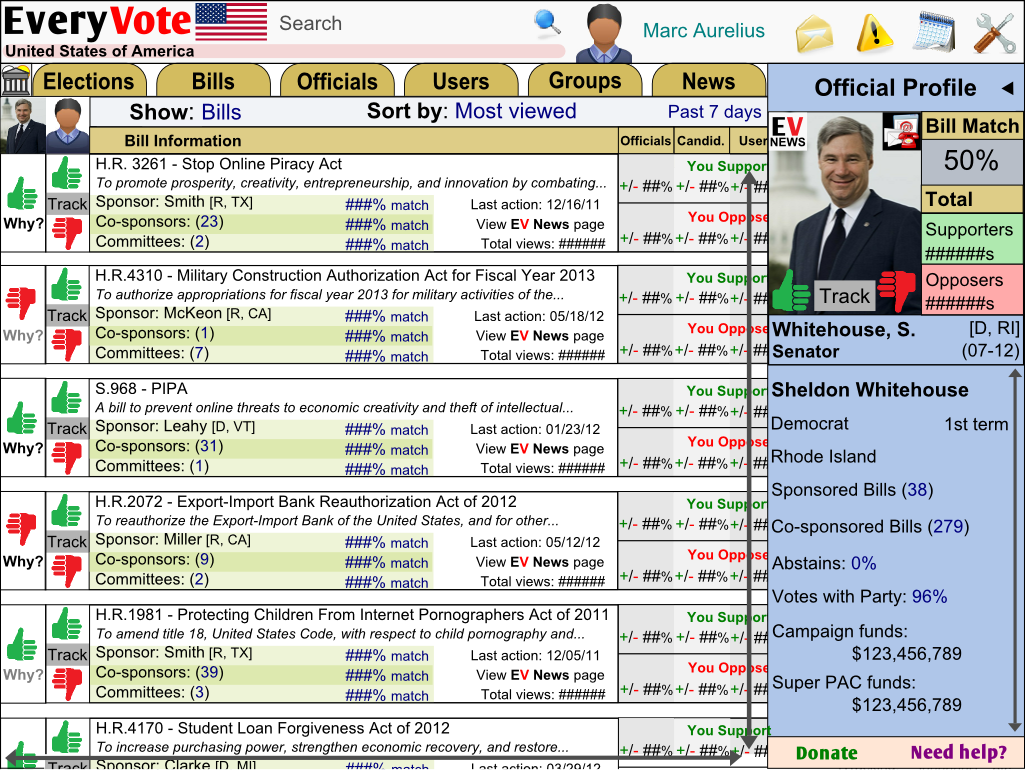 EveryVote
Search
Marc Aurelius
United States of America
Elections
Bills
Officials
Users
Groups
News
Official Profile
Show: Bills
Sort by: Most viewed
Past 7 days
Bill Information
Officials
Candid.
User
H.R. 3261 - Stop Online Piracy Act
To promote prosperity, creativity, entrepreneurship, and innovation by combating...
Sponsor: Smith [R, TX]
###% match
Last action: 12/16/11
Co-sponsors: (23)
###% match
View EV News page
Committees: (2)
###% match
Total views: ######
Track
Why?
You Support
+/- ##% +/- ##% +/- ##
You Oppose
+/- ##% +/- ##% +/- ##
H.R.4310 - Military Construction Authorization Act for Fiscal Year 2013
To authorize appropriations for fiscal year 2013 for military activities of the...
Sponsor: McKeon [R, CA]
###% match
Last action: 05/18/12
Co-sponsors: (1)
###% match
View EV News page
Committees: (7)
###% match
Total views: ######
Track
Why?
You Support
+/- ##% +/- ##% +/- ##
You Oppose
+/- ##% +/- ##% +/- ##
S.968 - PIPA
A bill to prevent online threats to economic creativity and theft of intellectual...
Sponsor: Leahy [D, VT]
###% match
Last action: 01/23/12
Co-sponsors: (31)
###% match
View EV News page
Committees: (1)
###% match
Total views: ######
Track
Why?
You Support
+/- ##% +/- ##% +/- ##
You Oppose
+/- ##% +/- ##% +/- ##
H.R.2072 - Export-Import Bank Reauthorization Act of 2012
To reauthorize the Export-Import Bank of the United States, and for other...
Sponsor: Miller [R, CA]
###% match
Last action: 05/12/12
Co-sponsors: (9)
###% match
View EV News page
Committees: (2)
###% match
Total views: ######
Track
Why?
You Support
+/- ##% +/- ##% +/- ##
You Oppose
+/- ##% +/- ##% +/- ##
H.R.1981 - Protecting Children From Internet Pornographers Act of 2011
To amend title 18, United States Code, with respect to child pornography and...
Sponsor: Smith [R, TX]
###% match
Last action: 12/05/11
Co-sponsors: (39)
###% match
View EV News page
Committees: (3)
###% match
Total views: ######
Track
Why?
You Support
+/- ##% +/- ##% +/- ##
You Oppose
+/- ##% +/- ##% +/- ##
H.R.4170 - Student Loan Forgiveness Act of 2012
To increase purchasing power, strengthen economic recovery, and restore...
Sponsor: Clarke [D, MI]
###% match
Last action: 03/29/12
Track
You Support
+/- ##% +/- ##% +/- ##
EV
NEWS
Bill Match
50%
Total
Supporters
######s
Opposers
######s
Track
Whitehouse, S.
[D, RI]
Senator
(07-12)
Sheldon Whitehouse
Democrat
1st term
Rhode Island
Sponsored Bills (38)
Co-sponsored Bills (279)
Abstains: 0%
Votes with Party: 96%
Campaign funds:
$123,456,789
Super PAC funds:
$123,456,789
Donate
Need help?